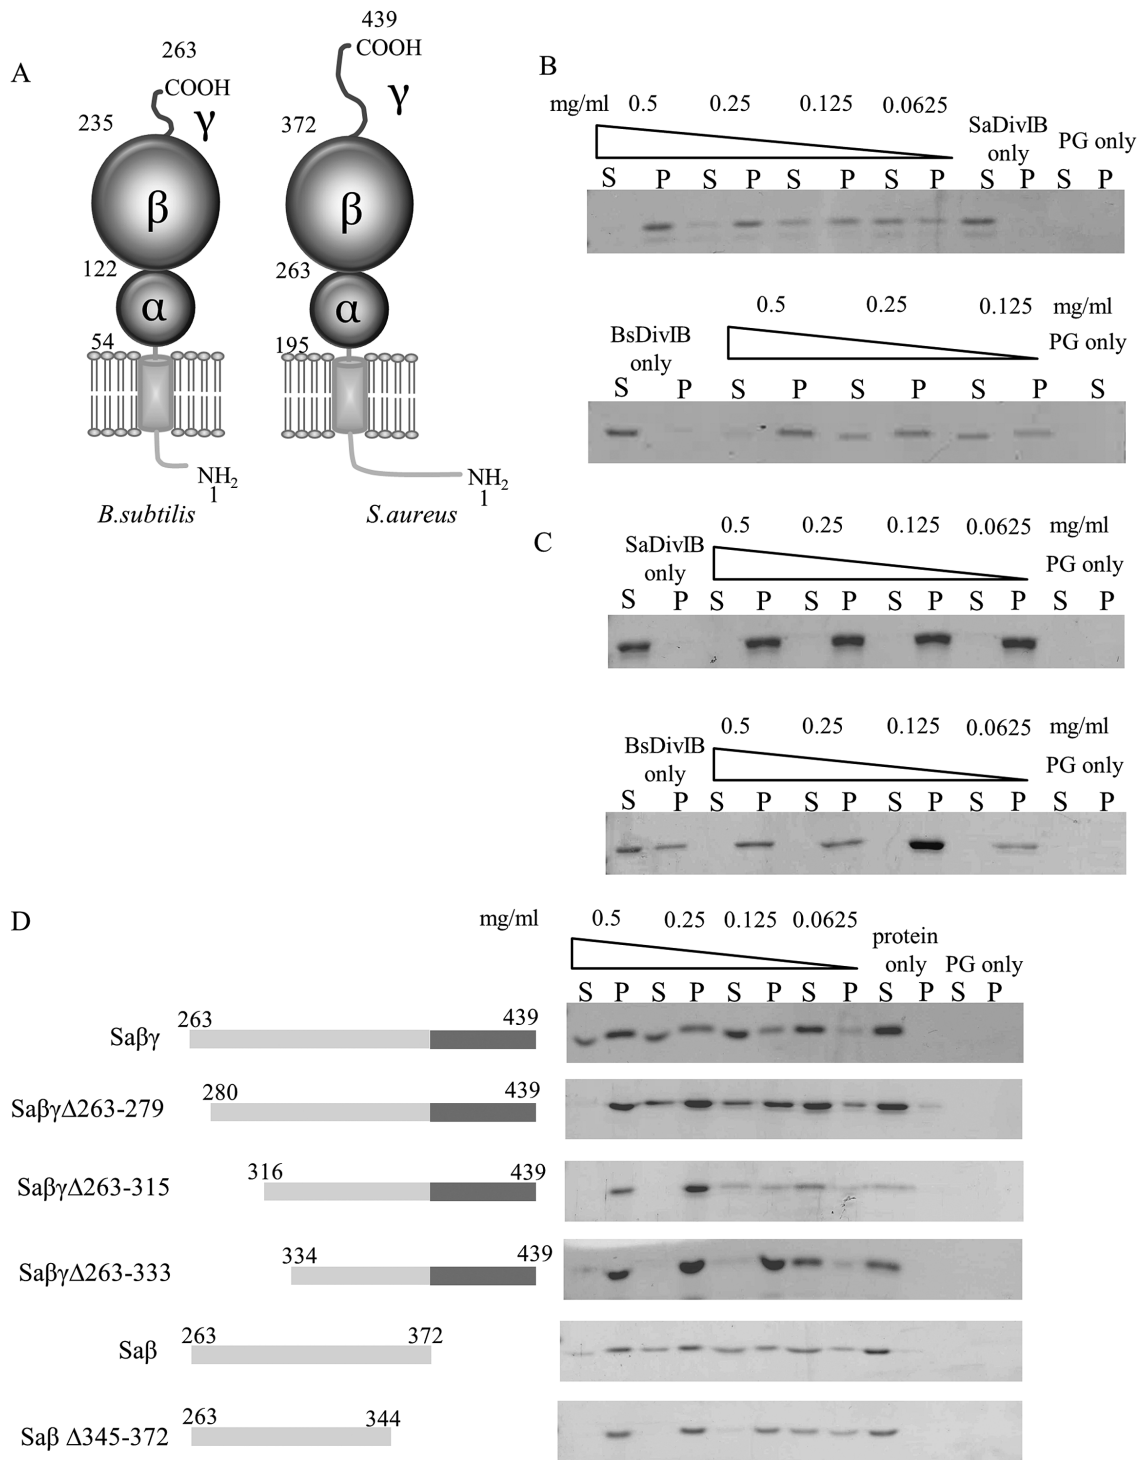 A
263
COOH
γ
235
β
122
α
54
NH2
1
B.subtilis
439
COOH
γ
372
β
263
α
195
NH2
1
S.aureus
B
mg/ml 0.5 0.25 0.125 0.0625
SaDivIB only PG only
S P S P S P S P S P S P
0.5 0.25 0.125 mg/ml
BsDivIB only PG only
S P S P S P S P S
C
0.5 0.25 0.125 0.0625 mg/ml
SaDivIB only PG only
S P S P S P S P S P S P
0.5 0.25 0.125 0.0625 mg/ml
BsDivIB only PG only
S P S P S P S P S P S P
D
mg/ml 0.5 0.25 0.125 0.0625
protein only PG only
S P S P S P S P S P S P
Saβγ 263 439
SaβγΔ263-279 280 439
SaβγΔ263-315 316 439
SaβγΔ263-333 334 439
Saβ 263 372
Saβ Δ345-372 263 344